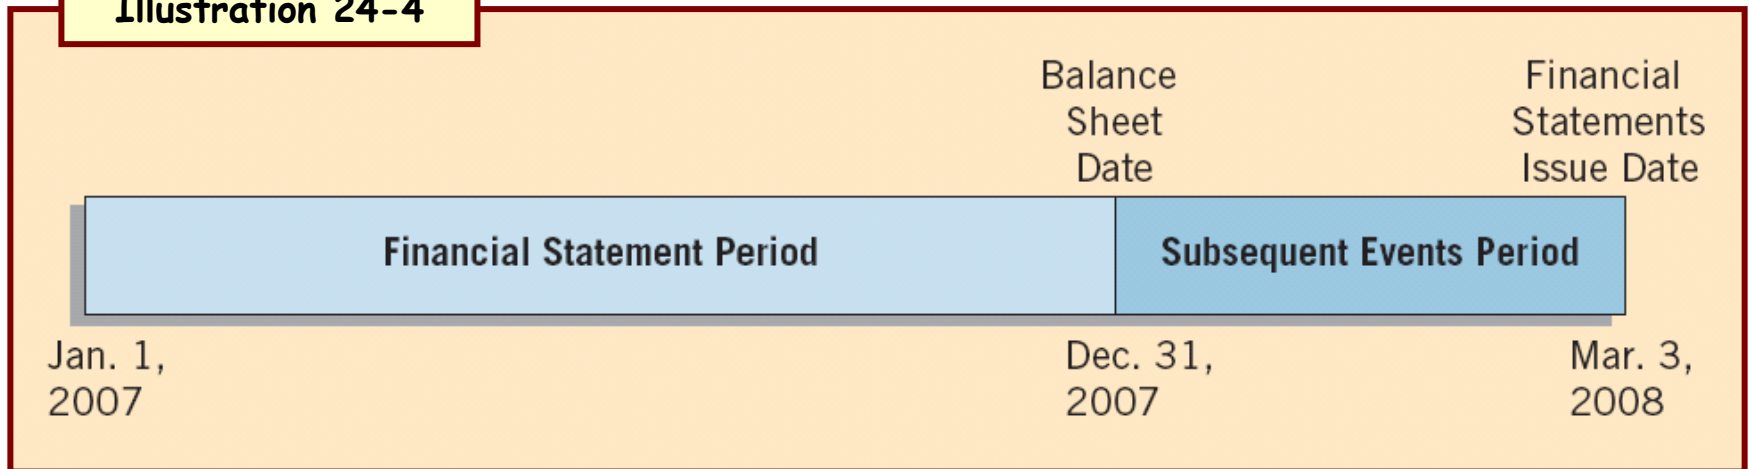 Illustration 24-4
Balance
Sheet
Date
Financial
Statements
Issue Date
Financial Statement Period
Subsequent Events Period
Jan. 1,
2007
Dec. 31,
2007
Mar. 3,
2008